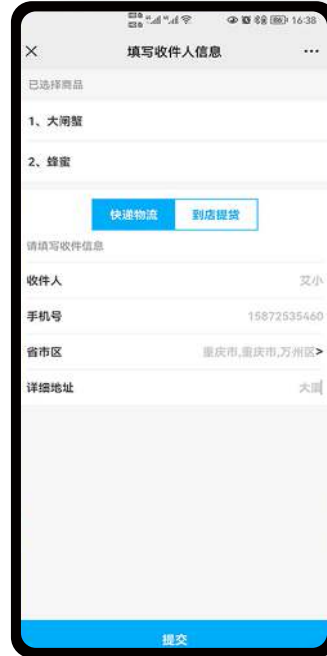 16:38
填写收件人信息
已选择商品
1、大闸蟹
2、蜂蜜
快递物流 到店提货
请填写收件信息
收件人 艾小
手机号 15872535460
省市区 重庆市,重庆市,万州区>
详细地址 大
提交